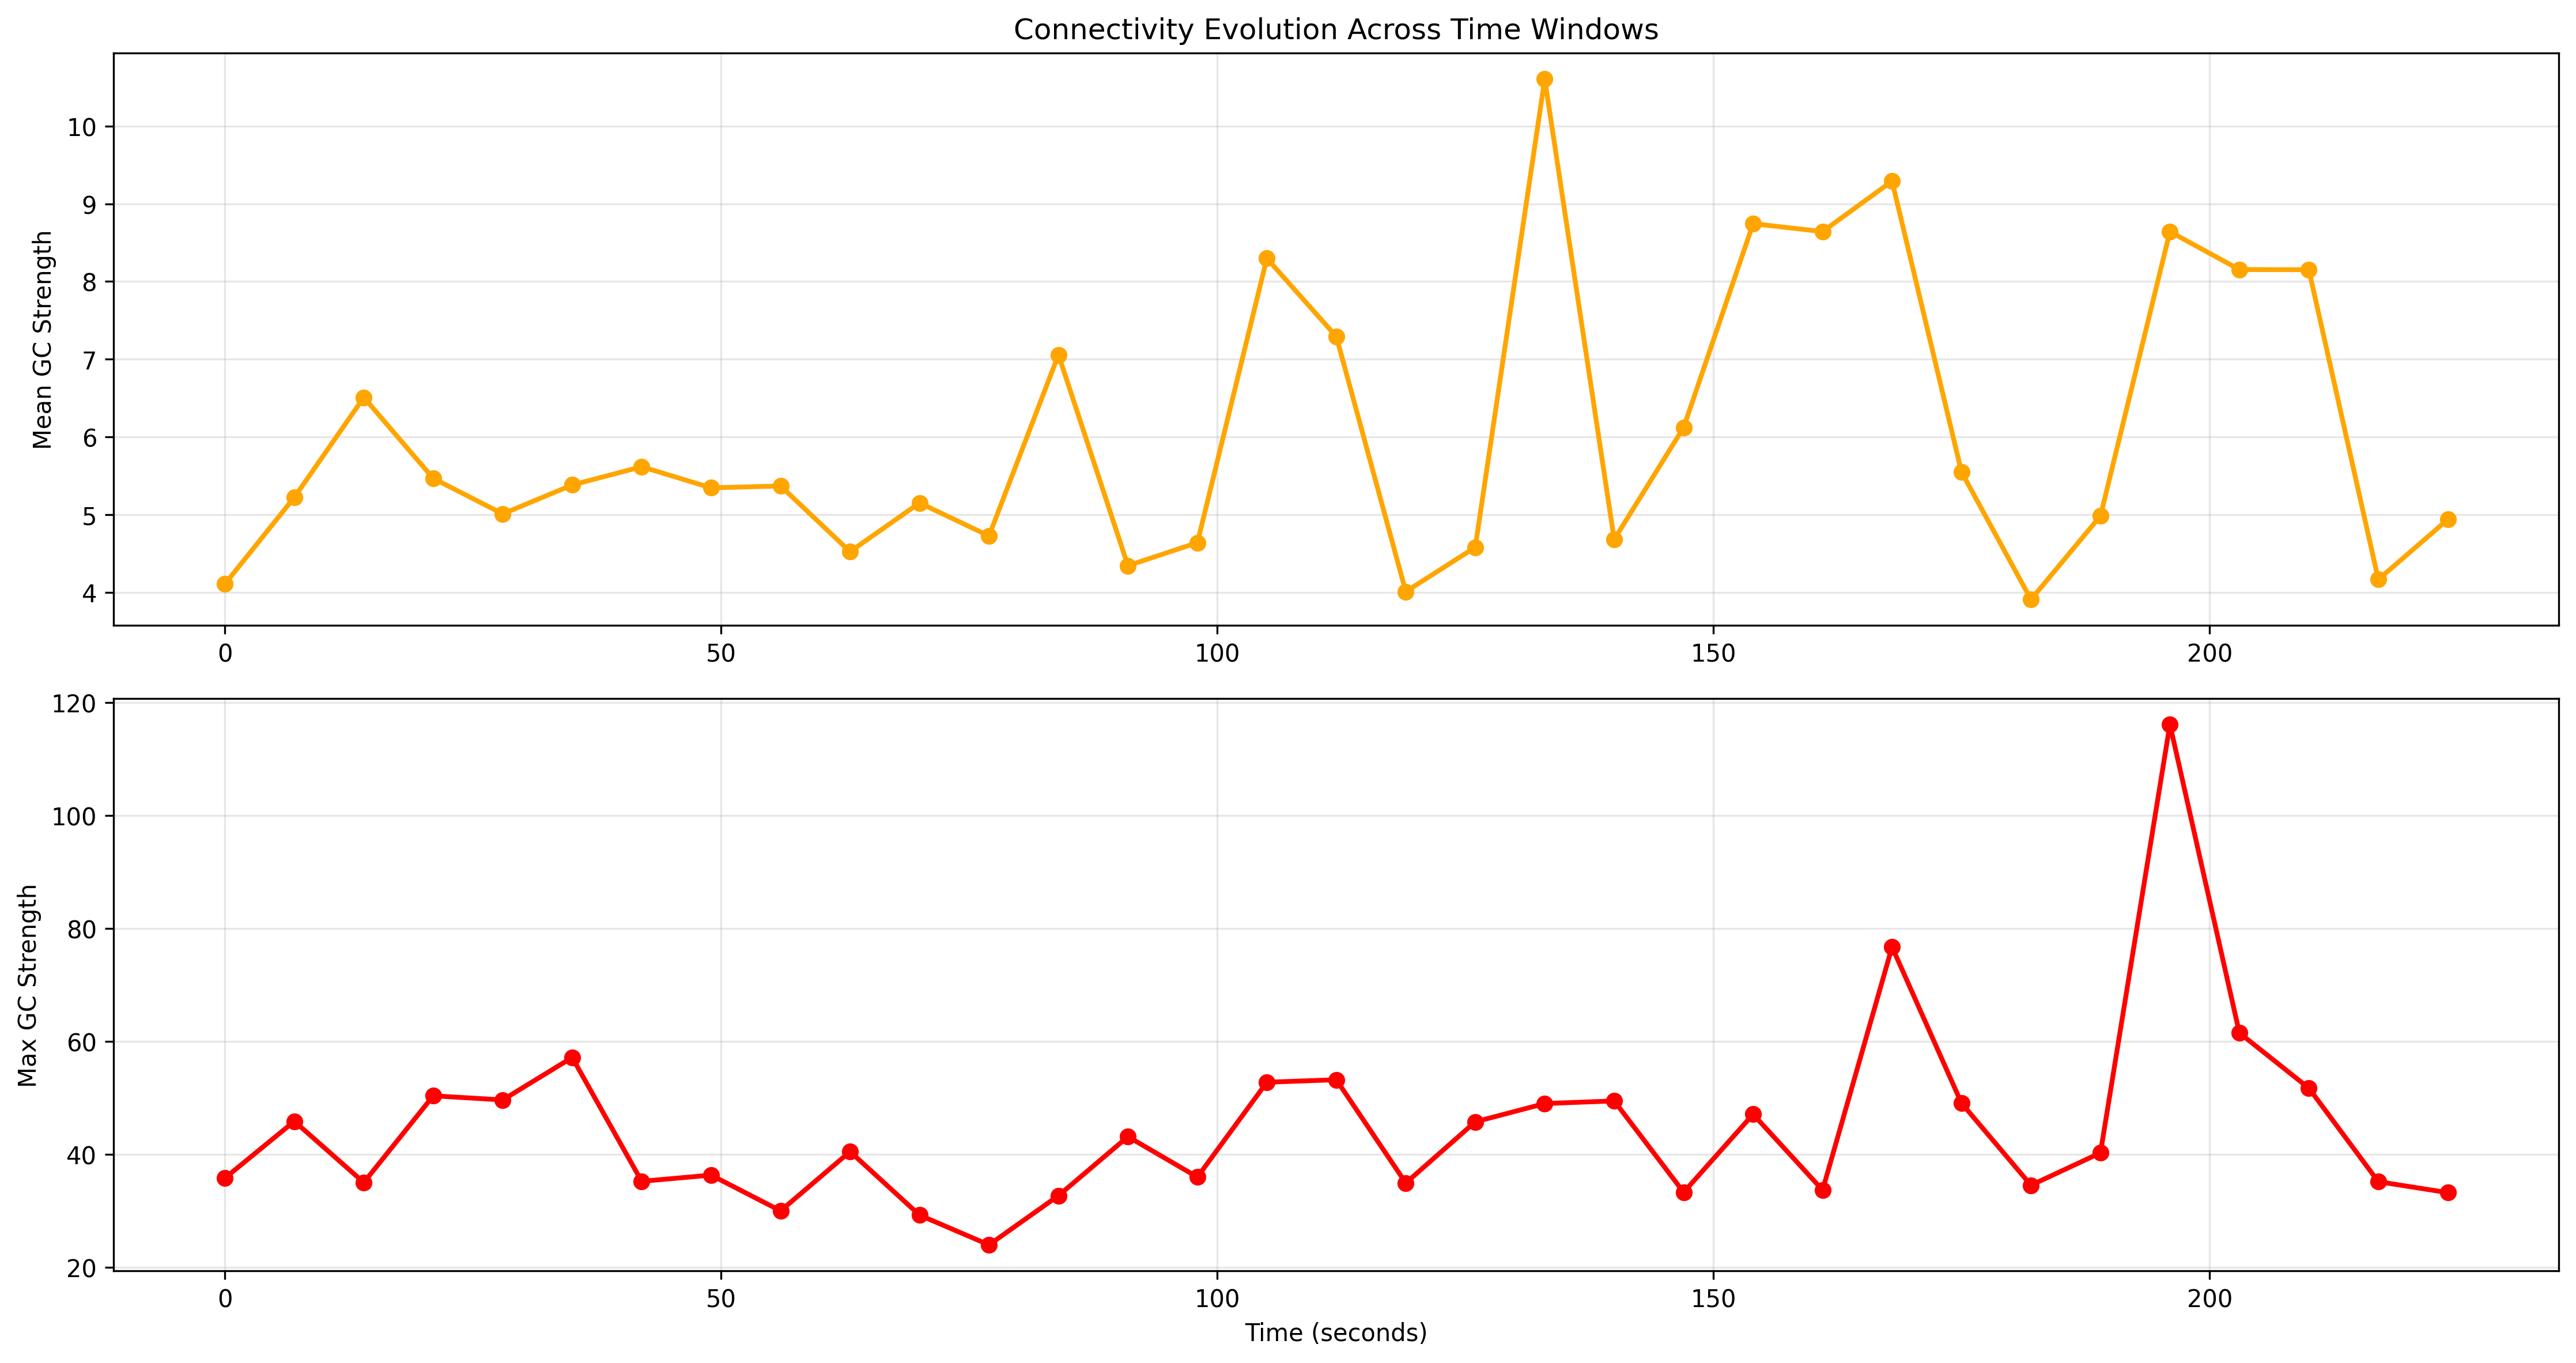 Connectivity Evolution Across Time Windows
Mean GC Strength
10
9
8
7
6
5
4
0 50 100 150 200
Max GC Strength
120
100
80
60
40
20
0 50 100 150 200
Time (seconds)